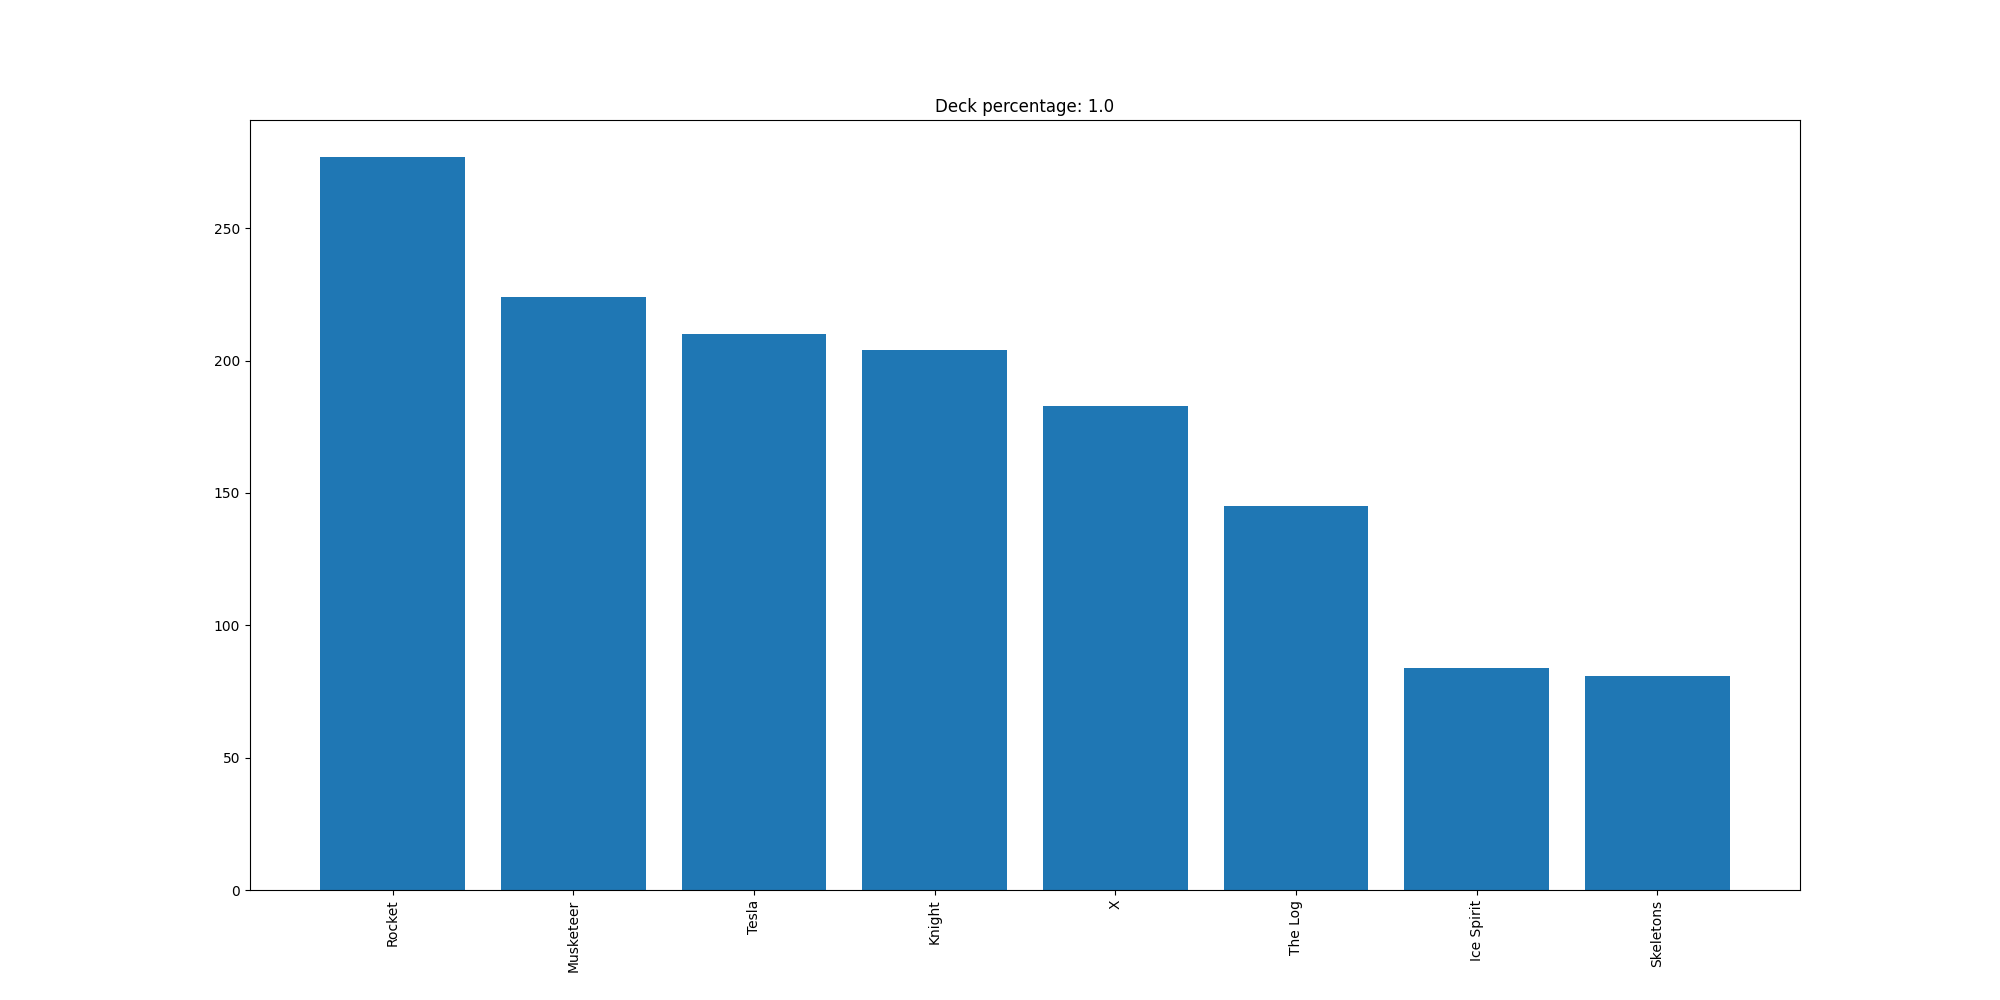 Deck percentage: 1.0
250
200
150
100
50
0
Rocket
Musketeer
Tesla
Knight
X
The Log
Ice Spirit
Skeletons